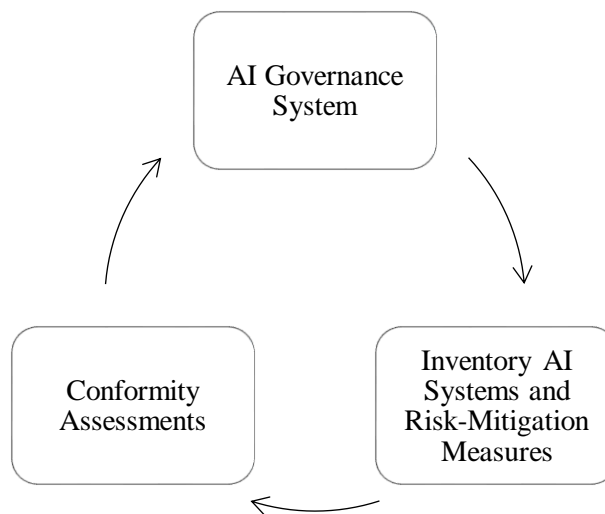 AI Governance
System
Conformity
Assessments
Inventory AI
Systems and
Risk-Mitigation
Measures